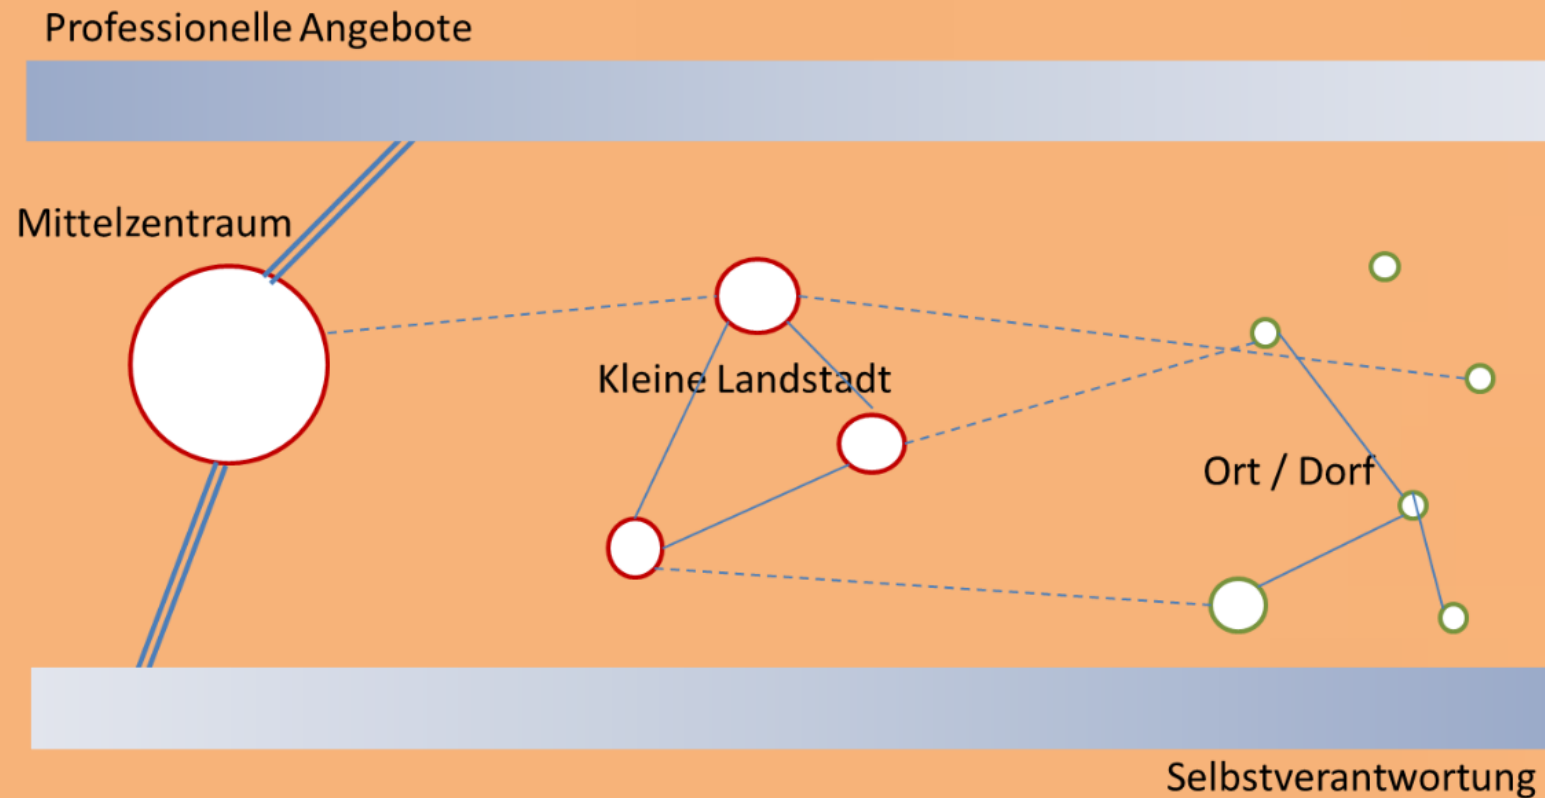 Professionelle Angebote
Mittelzentraum
Kleine Landstadt
Ort / Dorf
Selbstverantwortung